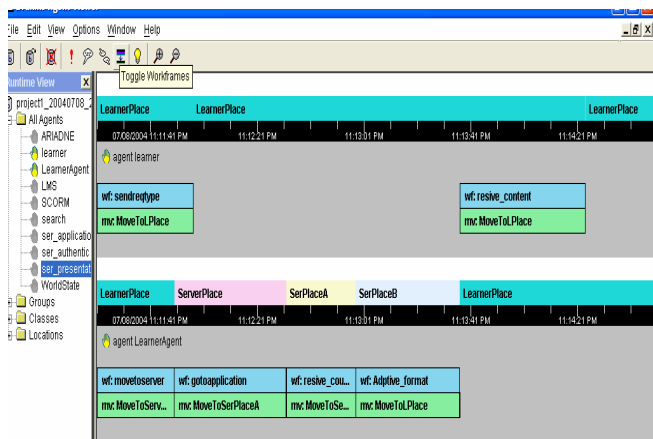 File Edit View Options Window Help
Toggle Workframes
Runtime View
project1_20040708_2
All Agents
ARIADNE
learner
LearnerAgent
LMS
SCORM
search
ser_applicatio
ser_authentic
ser_presentat
WorldState
Groups
Classes
Locations
LearnerPlace LearnerPlace LearnerPlace
07/08/2004 11:11:41 PM 11:12:21 PM 11:13:01 PM 11:13:41 PM 11:14:21 PM
agent learner
wf: sendreqtype wf: resive_content
mv: MoveToLPlace mv: MoveToLPlace
LearnerPlace ServerPlace SerPlaceA SerPlaceB LearnerPlace
07/08/2004 11:11:41 PM 11:12:21 PM 11:13:01 PM 11:13:41 PM 11:14:21 PM
agent LearnerAgent
wf: movetoserver wf: gotoapplication wf: resive_cou... wf: Adptive_format
mv: MoveToServ... mv: MoveToSerPlaceA mv: MoveToSe... mv: MoveToLPlace